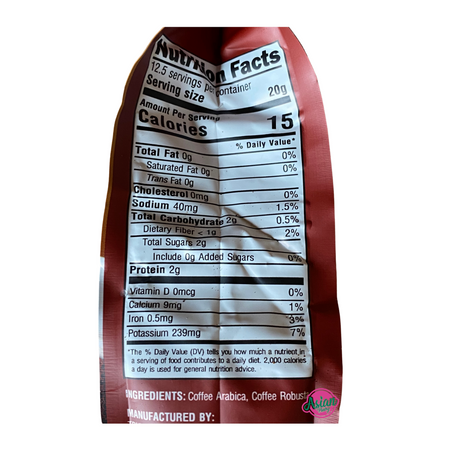 Nutrition Facts
12.5 servings per container
Serving size 20g
Amount Per Serving
Calories 15
% Daily Value*
Total Fat 0g 0%
Saturated Fat 0g 0%
Trans Fat 0g
Cholesterol 0mg 0%
Sodium 40mg 1.5%
Total Carbohydrate 2g 0.5%
Dietary Fiber < 1g 2%
Total Sugars 2g
Include 0g Added Sugars 0%
Protein 2g
Vitamin D 0mcg 0%
Calcium 9mg 1%
Iron 0.5mg 3%
Potassium 239mg 7%
*The % Daily Value (DV) tells you how much a nutrient in
a serving of food contributes to a daily diet. 2,000 calories
a day is used for general nutrition advice.
INGREDIENTS: Coffee Arabica, Coffee Robusta
MANUFACTURED BY:
Asian